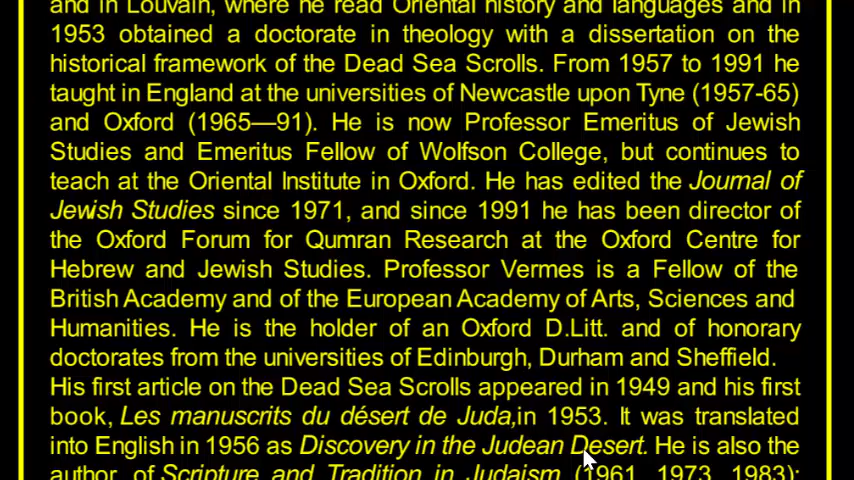 and in Louvain, where he read Oriental history and languages and in
1953 obtained a doctorate in theology with a dissertation on the
historical framework of the Dead Sea Scrolls. From 1957 to 1991 he
taught in England at the universities of Newcastle upon Tyne (1957-65)
and Oxford (1965—91). He is now Professor Emeritus of Jewish
Studies and Emeritus Fellow of Wolfson College, but continues to
teach at the Oriental Institute in Oxford. He has edited the Journal of
Jewish Studies since 1971, and since 1991 he has been director of
the Oxford Forum for Qumran Research at the Oxford Centre for
Hebrew and Jewish Studies. Professor Vermes is a Fellow of the
British Academy and of the European Academy of Arts, Sciences and
Humanities. He is the holder of an Oxford D.Litt. and of honorary
doctorates from the universities of Edinburgh, Durham and Sheffield.
His first article on the Dead Sea Scrolls appeared in 1949 and his first
book, Les manuscrits du désert de Juda,in 1953. It was translated
into English in 1956 as Discovery in the Judean Desert. He is also the
author of Scripture and Tradition in Judaism (1961, 1973, 1983);